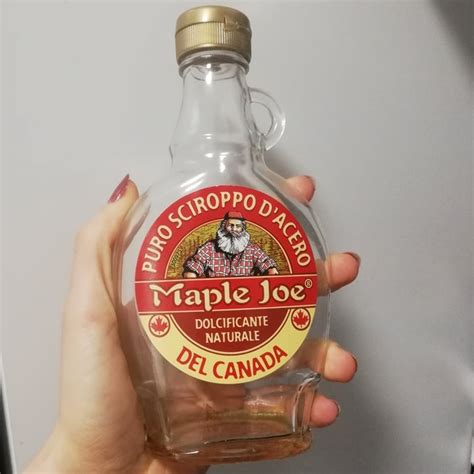 PURO SCIROPPO D'ACERO
Maple Joe®
DOLCIFICANTE
NATURALE
DEL CANADA